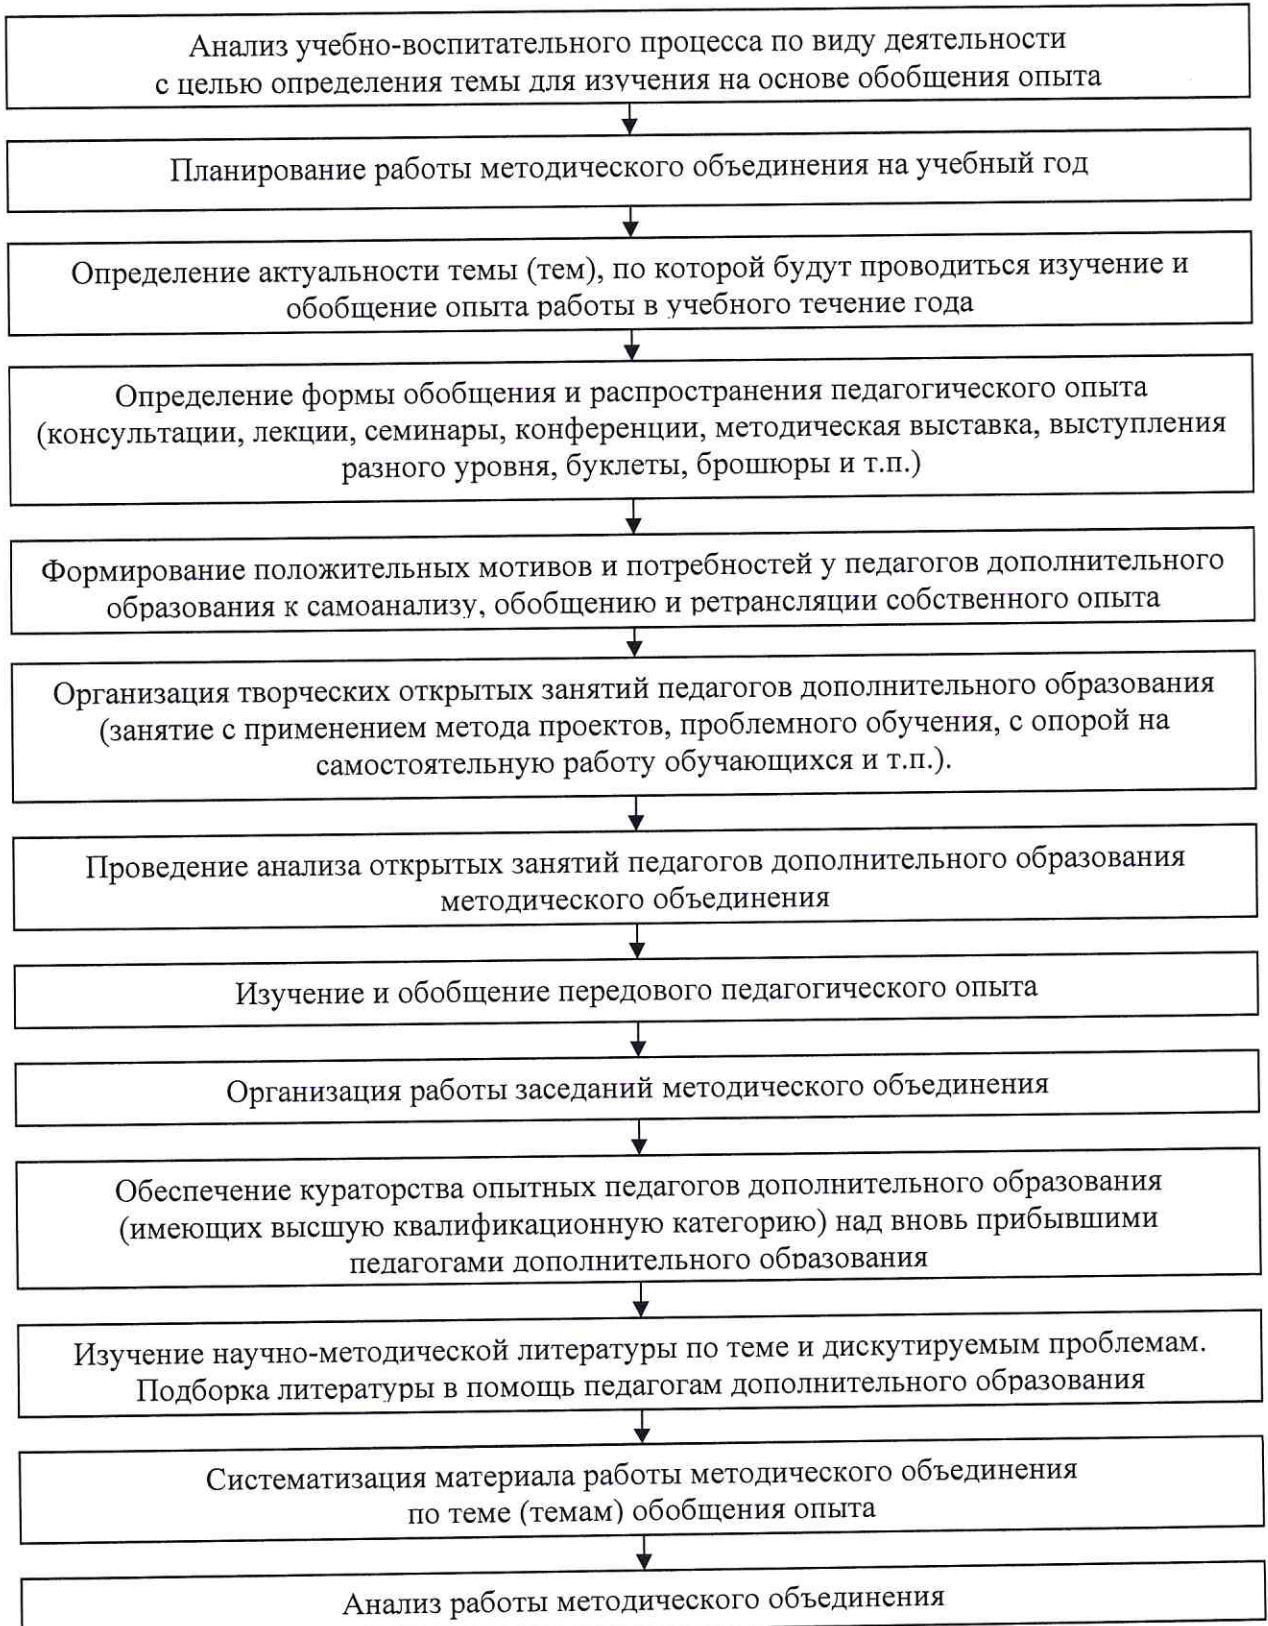 Анализ учебно-воспитательного процесса по виду деятельности
с целью определения темы для изучения на основе обобщения опыта
Планирование работы методического объединения на учебный год
Определение актуальности темы (тем), по которой будут проводиться изучение и
обобщение опыта работы в учебного течение года
Определение формы обобщения и распространения педагогического опыта
(консультации, лекции, семинары, конференции, методическая выставка, выступления
разного уровня, буклеты, брошюры и т.п.)
Формирование положительных мотивов и потребностей у педагогов дополнительного
образования к самоанализу, обобщению и ретрансляции собственного опыта
Организация творческих открытых занятий педагогов дополнительного образования
(занятие с применением метода проектов, проблемного обучения, с опорой на
самостоятельную работу обучающихся и т.п.).
Проведение анализа открытых занятий педагогов дополнительного образования
методического объединения
Изучение и обобщение передового педагогического опыта
Организация работы заседаний методического объединения
Обеспечение кураторства опытных педагогов дополнительного образования
(имеющих высшую квалификационную категорию) над вновь прибывшими
педагогами дополнительного образования
Изучение научно-методической литературы по теме и дискутируемым проблемам.
Подборка литературы в помощь педагогам дополнительного образования
Систематизация материала работы методического объединения
по теме (темам) обобщения опыта
Анализ работы методического объединения